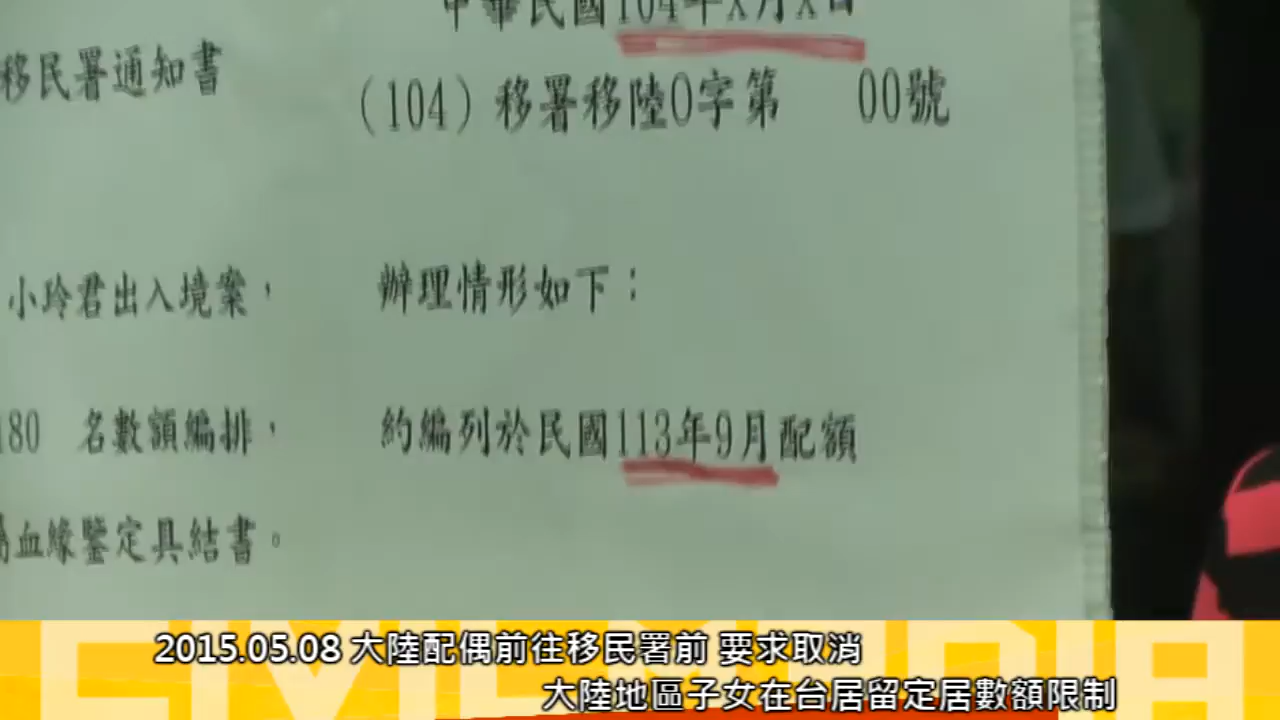 中華民國104年X月X日
移民署通知書
(104) 移署移陸O字第 00號
小玲君出入境案， 辦理情形如下：
180 名數額編排， 約編列於民國113年9月配額
血緣鑒定具結書。
2015.05.08 大陸配偶前往移民署前 要求取消
大陸地區子女在台居留定居數額限制